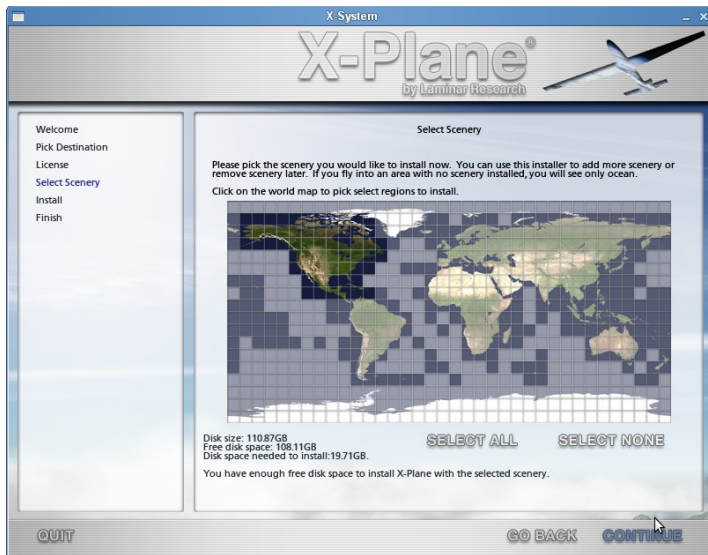 X-System
X-Plane®
by Laminar Research
Welcome
Pick Destination
License
Select Scenery
Install
Finish
Select Scenery
Please pick the scenery you would like to install now. You can use this installer to add more scenery or
remove scenery later. If you fly into an area with no scenery installed, you will see only ocean.
Click on the world map to pick select regions to install.
Disk size: 110.87GB
Free disk space: 108.11GB
Disk space needed to install:19.71GB.
SELECT ALL
SELECT NONE
You have enough free disk space to install X-Plane with the selected scenery.
QUIT
GO BACK
CONTINUE